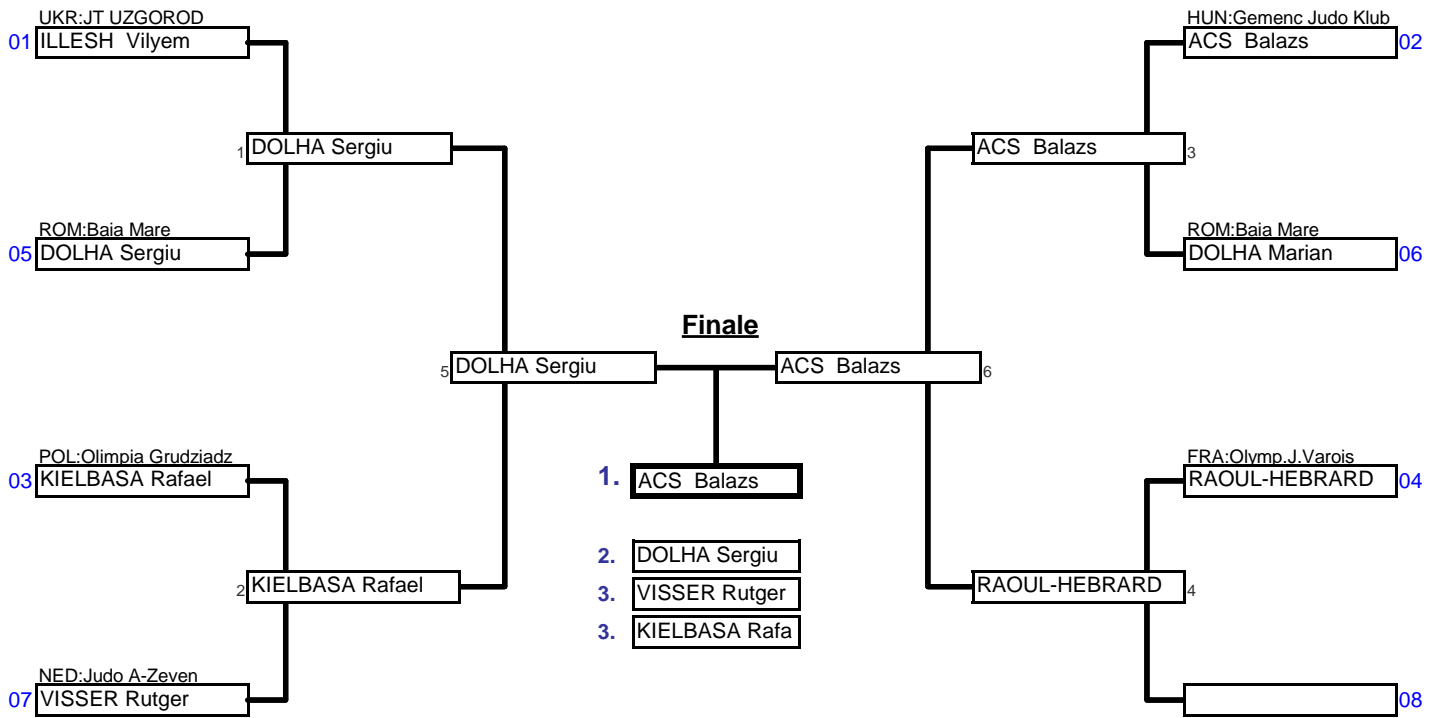 UKR:JT UZGOROD
01 ILLESH Vilyem
HUN:Gemenc Judo Klub
ACS Balazs 02
1 DOLHA Sergiu
ACS Balazs 3
ROM:Baia Mare
05 DOLHA Sergiu
ROM:Baia Mare
DOLHA Marian 06
Finale
5 DOLHA Sergiu
ACS Balazs 6
POL:Olimpia Grudziadz
03 KIELBASA Rafael
1. ACS Balazs
FRA:Olymp.J.Varois
RAOUL-HEBRARD 04
2. DOLHA Sergiu
2 KIELBASA Rafael
3. VISSER Rutger
RAOUL-HEBRARD 4
3. KIELBASA Rafa
NED:Judo A-Zeven
07 VISSER Rutger
08